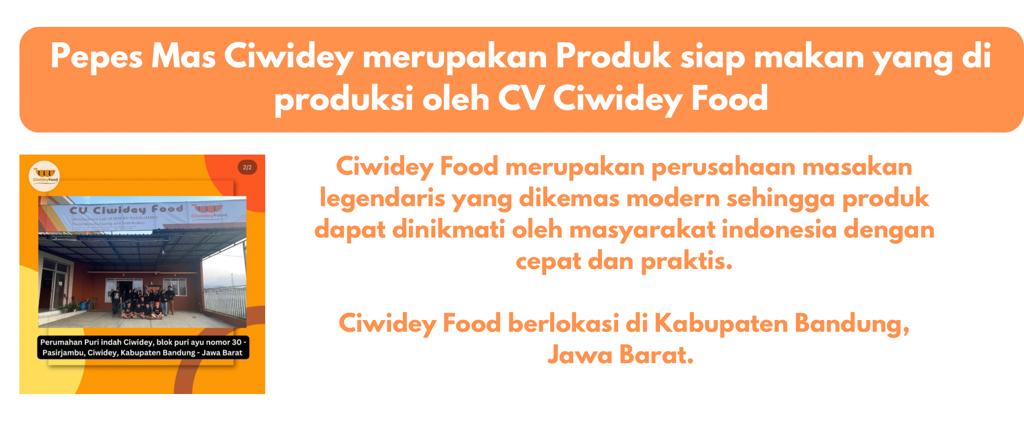 Pepes Mas Ciwidey merupakan Produk siap makan yang di
produksi oleh CV Ciwidey Food
Ciwidey Food
2/2
CV Ciwidey Food
Perumahan Puri indah Ciwidey, blok puri ayu nomor 30 -
Pasirjambu, Ciwidey, Kabupaten Bandung - Jawa Barat
Ciwidey Food merupakan perusahaan masakan
legendaris yang dikemas modern sehingga produk
dapat dinikmati oleh masyarakat indonesia dengan
cepat dan praktis.
Ciwidey Food berlokasi di Kabupaten Bandung,
Jawa Barat.